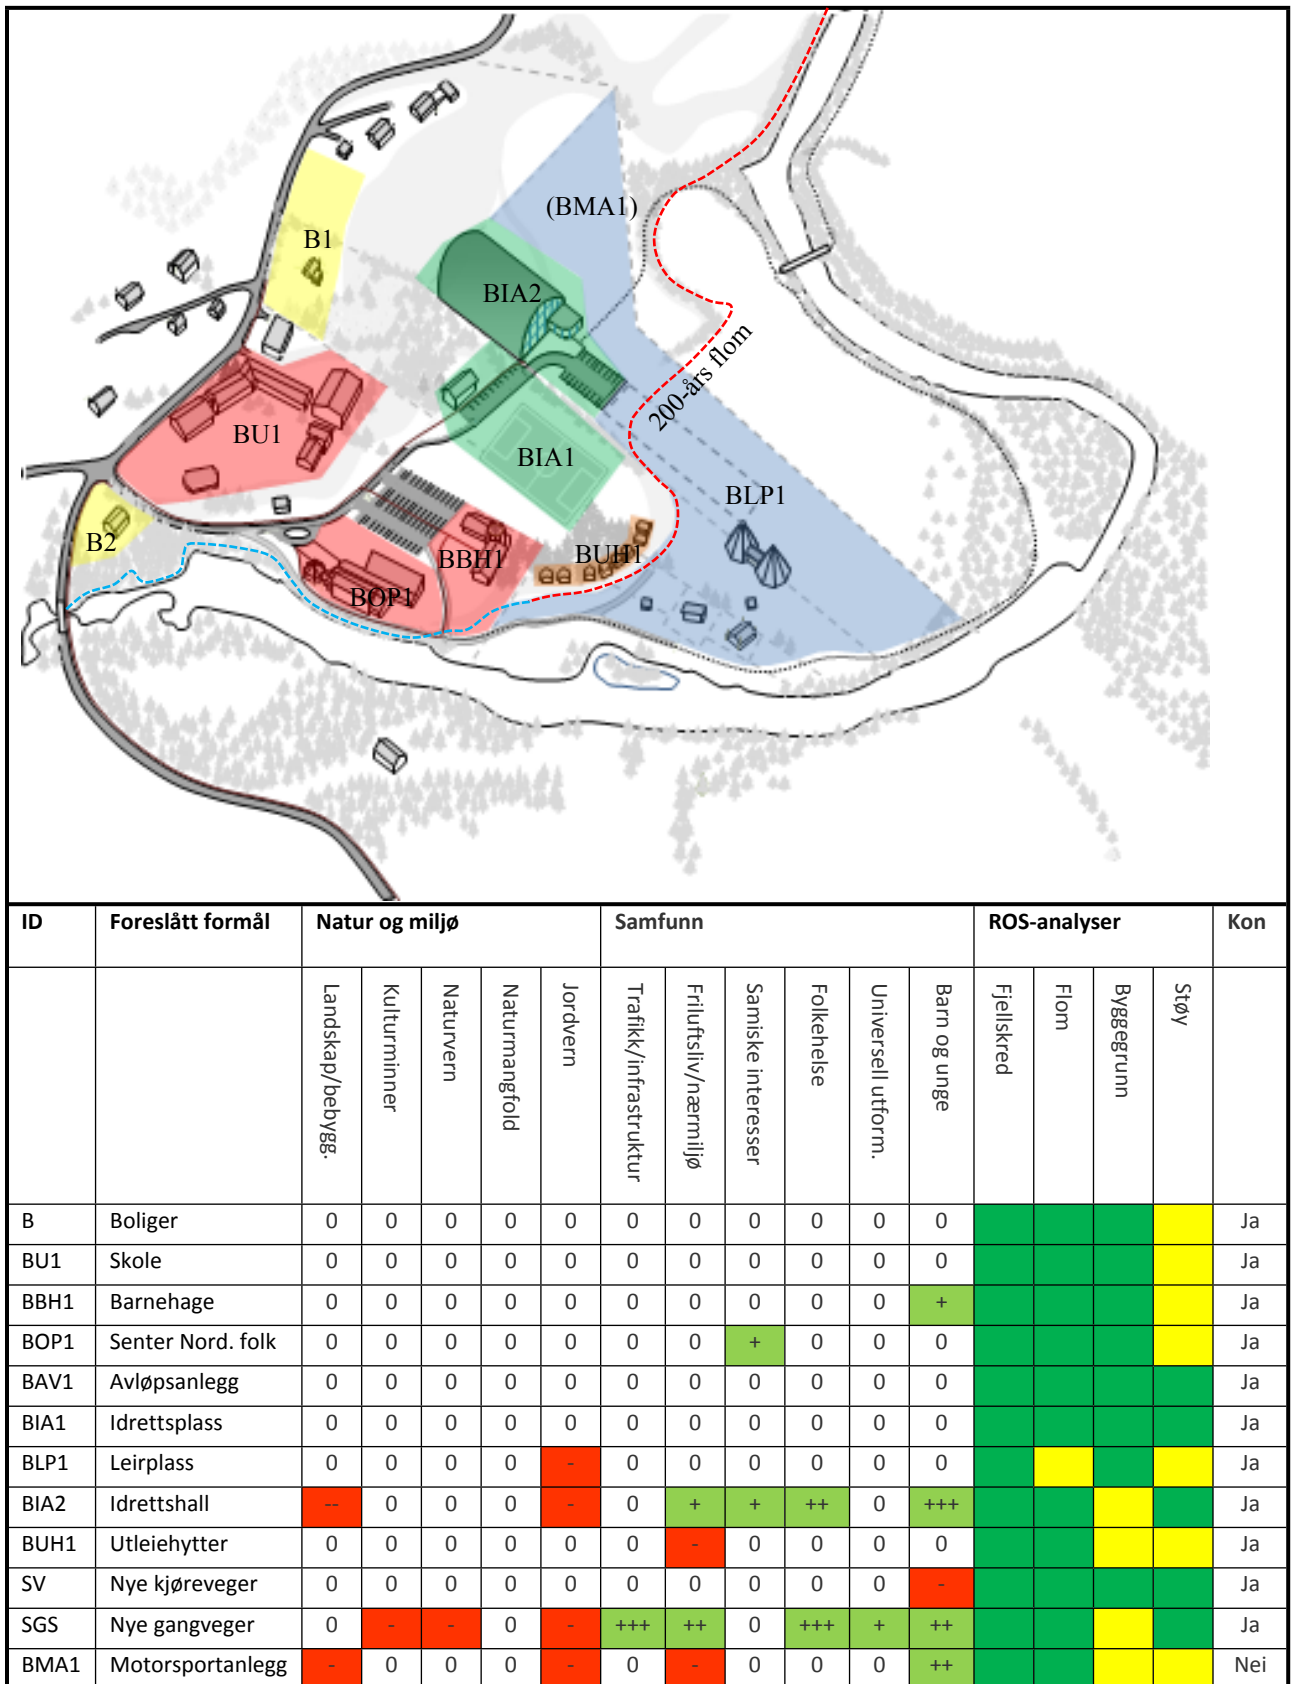 (BMA1)
B1
BIA2
200-års flom
BU1
BIA1
BLP1
B2
BBH1
BUH1
BOP1
ID Foreslått formål Natur og miljø Samfunn ROS-analyser Kon
Landskap/bebygg. Kulturminner Naturvern Naturmangfold Jordvern Trafikk/infrastruktur Friluftsliv/nærmiljø Samiske interesser Folkehelse Universell utform. Barn og unge Fjellskred Flom Byggegrunn Støy
B Boliger 0 0 0 0 0 0 0 0 0 0 0 Ja
BU1 Skole 0 0 0 0 0 0 0 0 0 0 0 Ja
BBH1 Barnehage 0 0 0 0 0 0 0 0 0 0 + Ja
BOP1 Senter Nord. folk 0 0 0 0 0 0 0 + 0 0 0 Ja
BAV1 Avløpsanlegg 0 0 0 0 0 0 0 0 0 0 0 Ja
BIA1 Idrettsplass 0 0 0 0 0 0 0 0 0 0 0 Ja
BLP1 Leirplass 0 0 0 0 - 0 0 0 0 0 0 Ja
BIA2 Idrettshall -- 0 0 0 - 0 + + ++ 0 +++ Ja
BUH1 Utleiehytter 0 0 0 0 0 0 - 0 0 0 0 Ja
SV Nye kjøreveger 0 0 0 0 0 0 0 0 0 0 - Ja
SGS Nye gangveger 0 - - 0 - +++ ++ 0 +++ + ++ Ja
BMA1 Motorsportanlegg - 0 0 0 - 0 - 0 0 0 ++ Nei